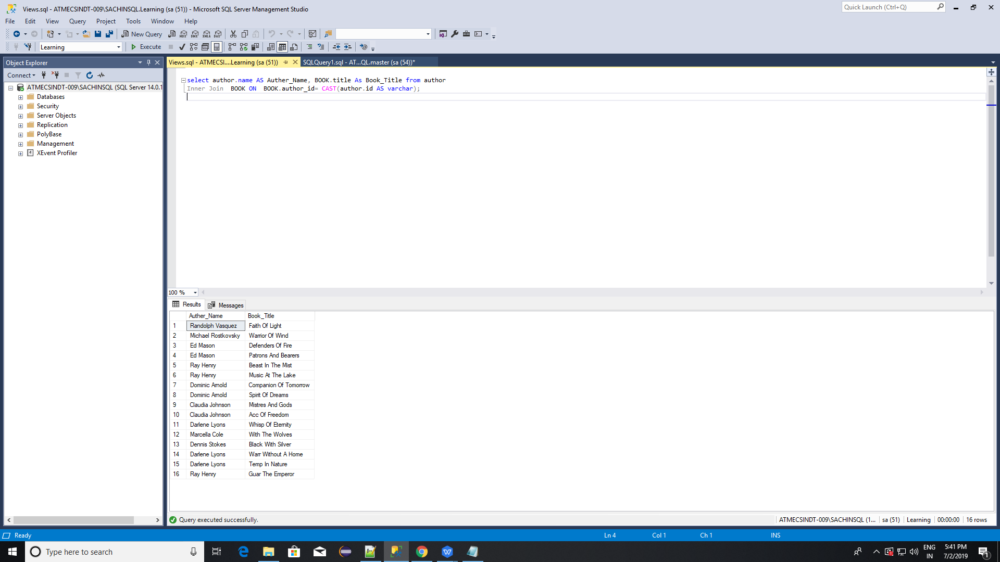 Views.sql - ATMECSINDT-009\SACHINSQL.Learning (sa (51)) - Microsoft SQL Server Management Studio
Quick Launch (Ctrl+Q)
File Edit View Query Project Tools Window Help
New Query MDX DMX XMLA DAX
Learning Execute
Object Explorer
Views.sql - ATMECSI....Learning (sa (51))
SQLQuery1.sql - AT...QL.master (sa (54))*
Connect
ATMECSINDT-009\SACHINSQL (SQL Server 14.0.1
Databases
Security
Server Objects
Replication
PolyBase
Management
XEvent Profiler
select author.name AS Auther_Name, BOOK.title As Book_Title from author
Inner Join BOOK ON BOOK.author_id= CAST(author.id AS varchar);
100 %
Results Messages
Auther_Name Book_Title
1 Randolph Vasquez Faith Of Light
2 Michael Rostkovsky Warrior Of Wind
3 Ed Mason Defenders Of Fire
4 Ed Mason Patrons And Bearers
5 Ray Henry Beast In The Mist
6 Ray Henry Music At The Lake
7 Dominic Arnold Companion Of Tomorrow
8 Dominic Arnold Spirit Of Dreams
9 Claudia Johnson Mistres And Gods
10 Claudia Johnson Acc Of Freedom
11 Darlene Lyons Whisp Of Eternity
12 Marcella Cole With The Wolves
13 Dennis Stokes Black With Silver
14 Darlene Lyons Warr Without A Home
15 Darlene Lyons Temp In Nature
16 Ray Henry Guar The Emperor
Query executed successfully.
ATMECSINDT-009\SACHINSQL (1... sa (51) Learning 00:00:00 16 rows
Ready Ln 4 Col 1 Ch 1 INS
Type here to search
ENG
IN
5:41 PM
7/2/2019
1